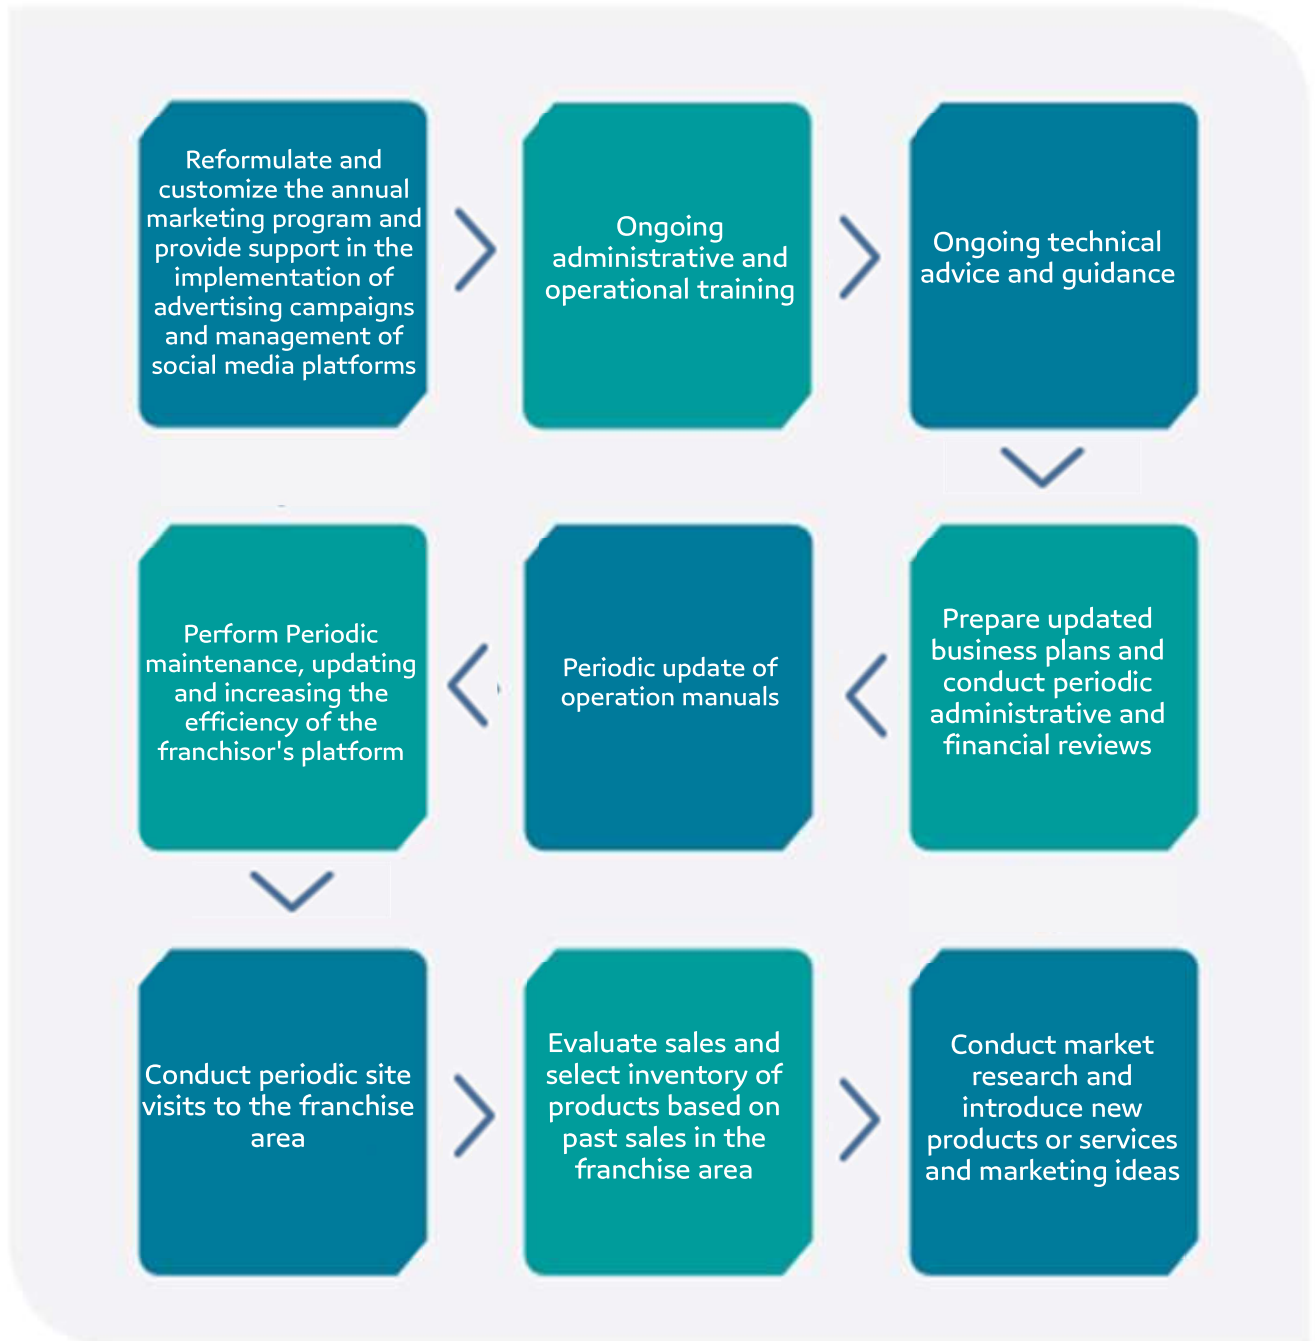 Reformulate and
customize the annual
marketing program and
provide support in the
implementation of
advertising campaigns
and management of
social media platforms
Ongoing
administrative and
operational training
Ongoing technical
advice and guidance
Prepare updated
business plans and
conduct periodic
administrative and
financial reviews
Periodic update of
operation manuals
Perform Periodic
maintenance, updating
and increasing the
efficiency of the
franchisor's platform
Conduct periodic site
visits to the franchise
area
Evaluate sales and
select inventory of
products based on
past sales in the
franchise area
Conduct market
research and
introduce new
products or services
and marketing ideas